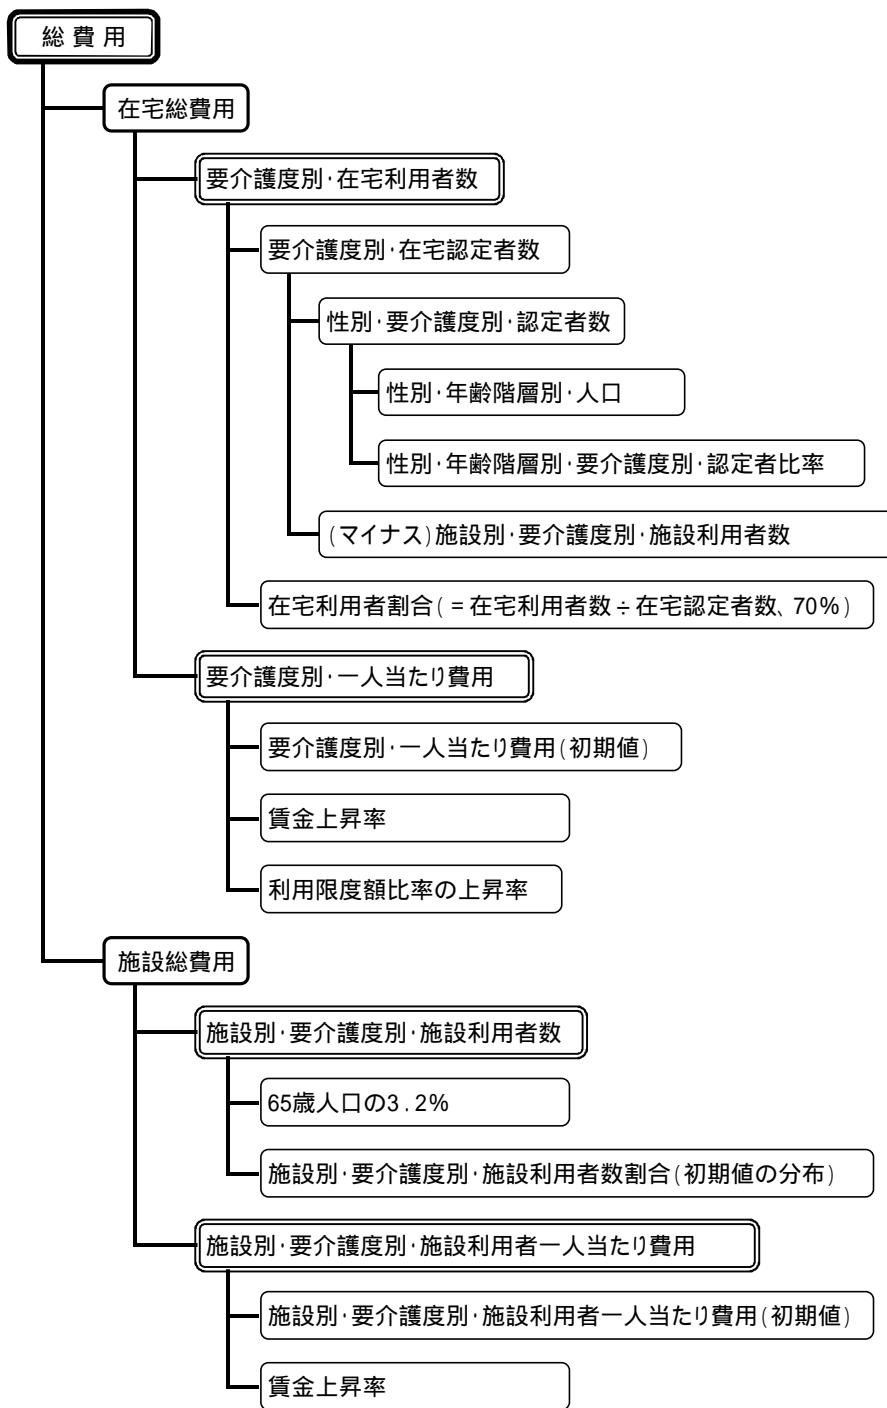 総 費 用
在宅総費用
要介護度別・在宅利用者数
要介護度別・在宅認定者数
性別・要介護度別・認定者数
性別・年齢階層別・人口
性別・年齢階層別・要介護度別・認定者比率
(マイナス)施設別・要介護度別・施設利用者数
在宅利用者割合(=在宅利用者数÷在宅認定者数、70%)
要介護度別・一人当たり費用
要介護度別・一人当たり費用(初期値)
賃金上昇率
利用限度額比率の上昇率
施設総費用
施設別・要介護度別・施設利用者数
65歳人口の3.2%
施設別・要介護度別・施設利用者数割合(初期値の分布)
施設別・要介護度別・施設利用者一人当たり費用
施設別・要介護度別・施設利用者一人当たり費用(初期値)
賃金上昇率